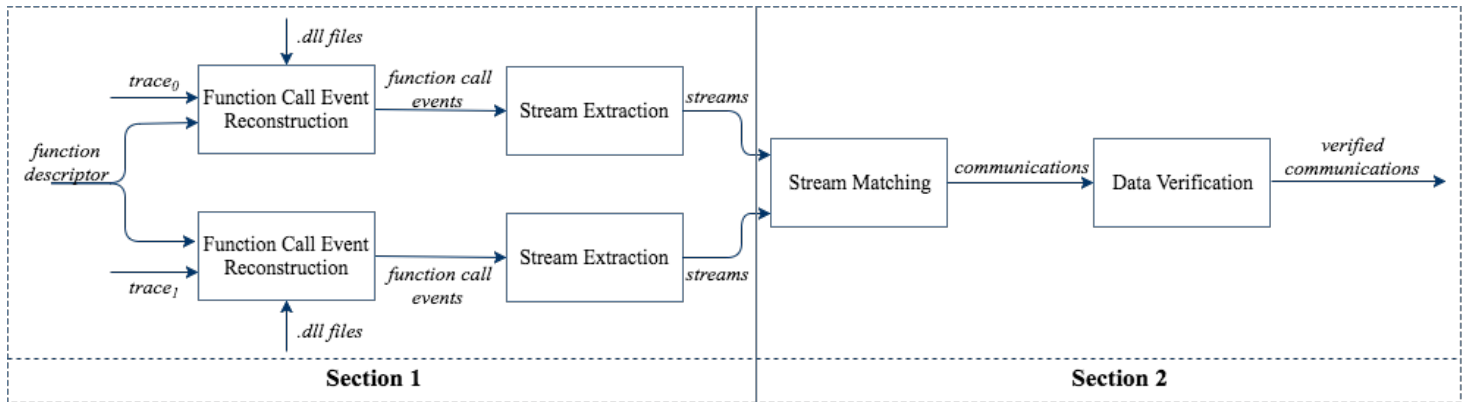 .dll files
trace0
function call
events
streams
Function Call Event
Reconstruction
Stream Extraction
function
descriptor
Stream Matching
communications
Data Verification
verified
communications
Function Call Event
Reconstruction
Stream Extraction
trace1
function call
events
streams
.dll files
Section 1
Section 2